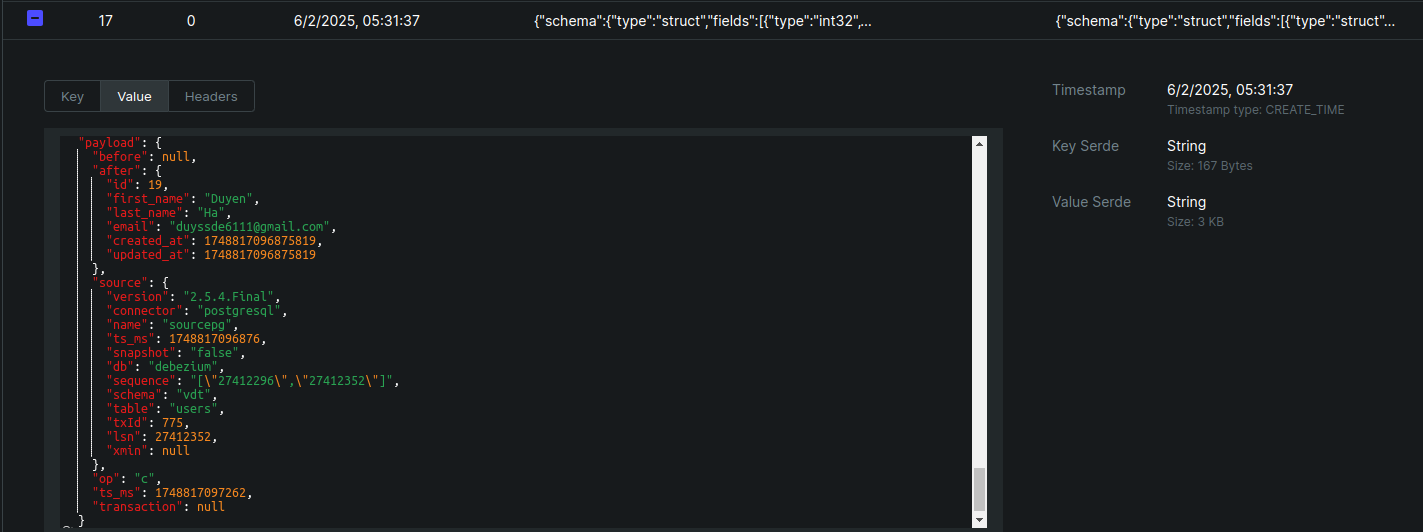 17 0 6/2/2025, 05:31:37 {"schema":{"type":"struct","fields":[{"type":"int32",... {"schema":{"type":"struct","fields":[{"type":"struct"...
Key Value Headers
"payload": {
"before": null,
"after": {
"id": 19,
"first_name": "Duyen",
"last_name": "Ha",
"email": "duyssde6111@gmail.com",
"created_at": 1748817096875819,
"updated_at": 1748817096875819
},
"source": {
"version": "2.5.4.Final",
"connector": "postgresql",
"name": "sourcepg",
"ts_ms": 1748817096876,
"snapshot": "false",
"db": "debezium",
"sequence": "[\"27412296\",\"27412352\"]",
"schema": "vdt",
"table": "users",
"txId": 775,
"lsn": 27412352,
"xmin": null
},
"op": "c",
"ts_ms": 1748817097262,
"transaction": null
}
Timestamp 6/2/2025, 05:31:37
Timestamp type: CREATE_TIME
Key Serde String
Size: 167 Bytes
Value Serde String
Size: 3 KB